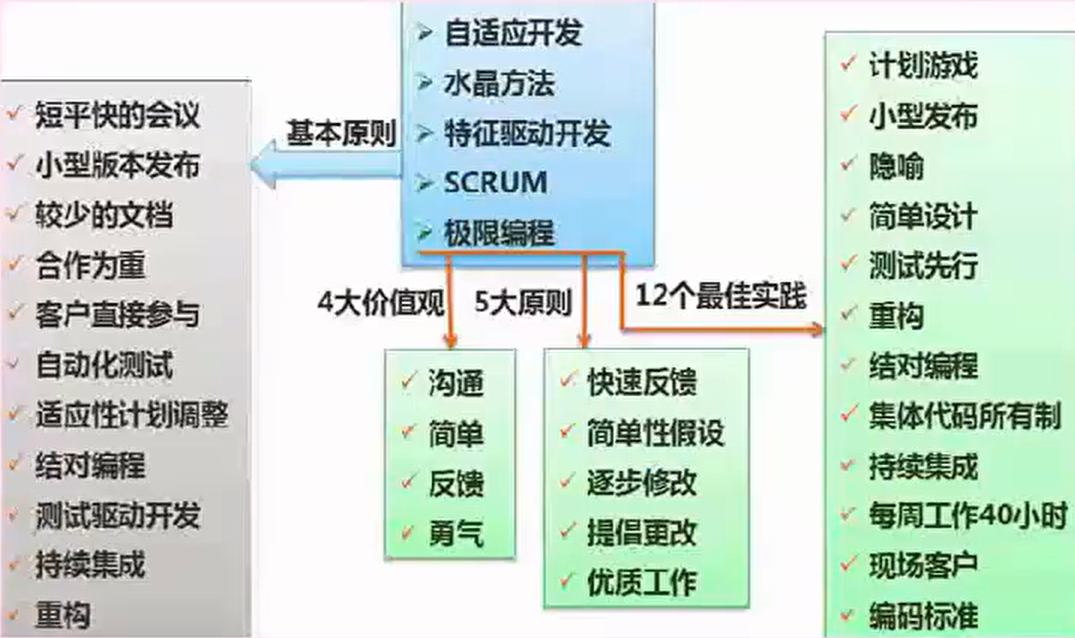 自适应开发
水晶方法
特征驱动开发
SCRUM
极限编程
基本原则
短平快的会议
小型版本发布
较少的文档
合作为重
客户直接参与
自动化测试
适应性计划调整
结对编程
测试驱动开发
持续集成
重构
4大价值观
沟通
简单
反馈
勇气
5大原则
快速反馈
简单性假设
逐步修改
提倡更改
优质工作
12个最佳实践
计划游戏
小型发布
隐喻
简单设计
测试先行
重构
结对编程
集体代码所有制
持续集成
每周工作40小时
现场客户
编码标准